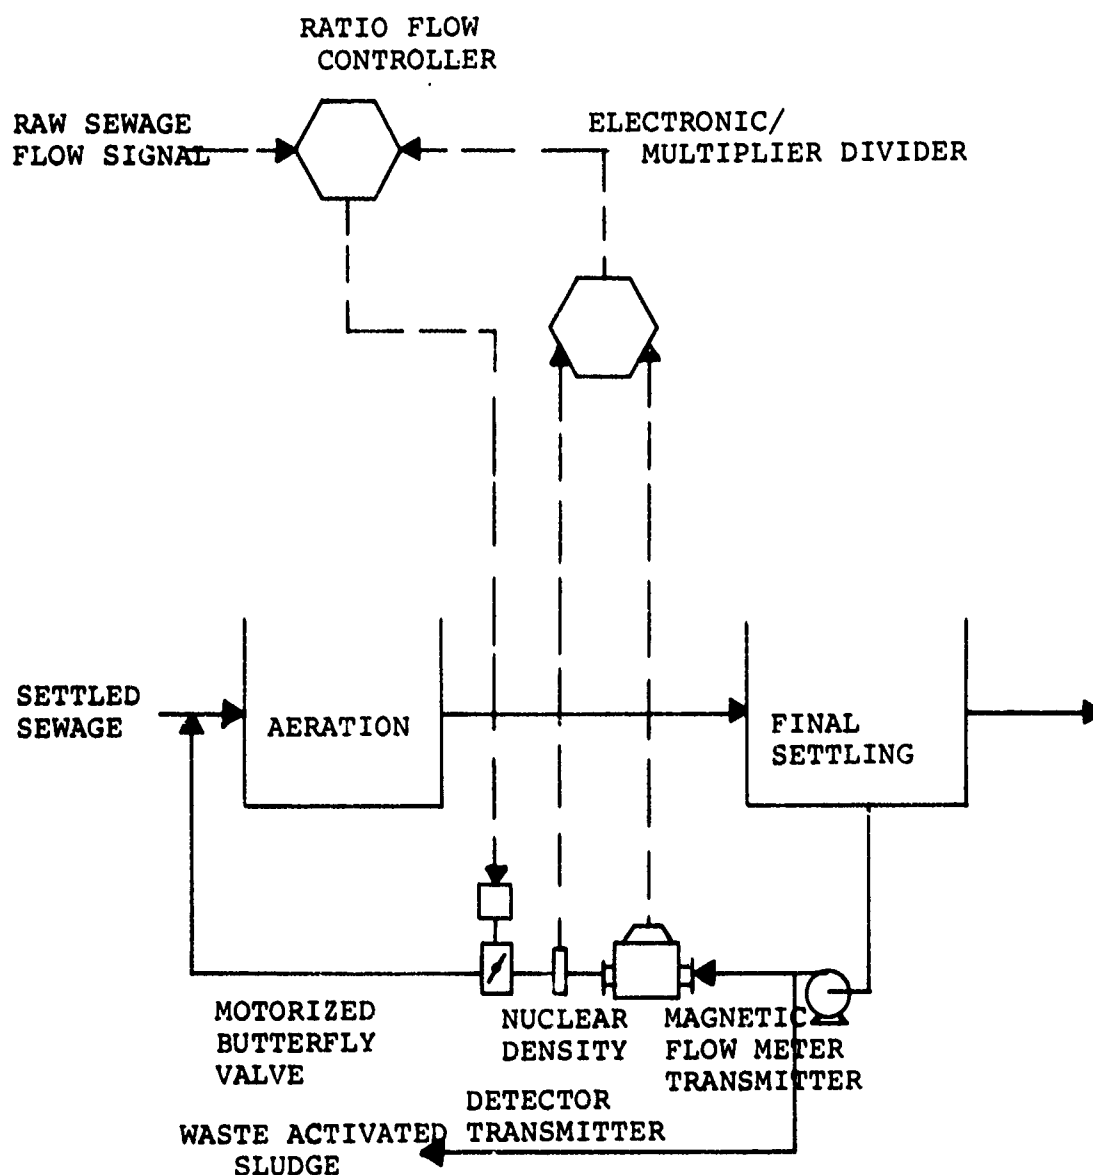 RATIO FLOW
CONTROLLER
RAW SEWAGE
FLOW SIGNAL
ELECTRONIC/
MULTIPLIER DIVIDER
SETTLED
SEWAGE
AERATION
FINAL
SETTLING
MOTORIZED
BUTTERFLY
VALVE
NUCLEAR
DENSITY
DETECTOR
TRANSMITTER
MAGNETIC
FLOW METER
TRANSMITTER
WASTE ACTIVATED
SLUDGE